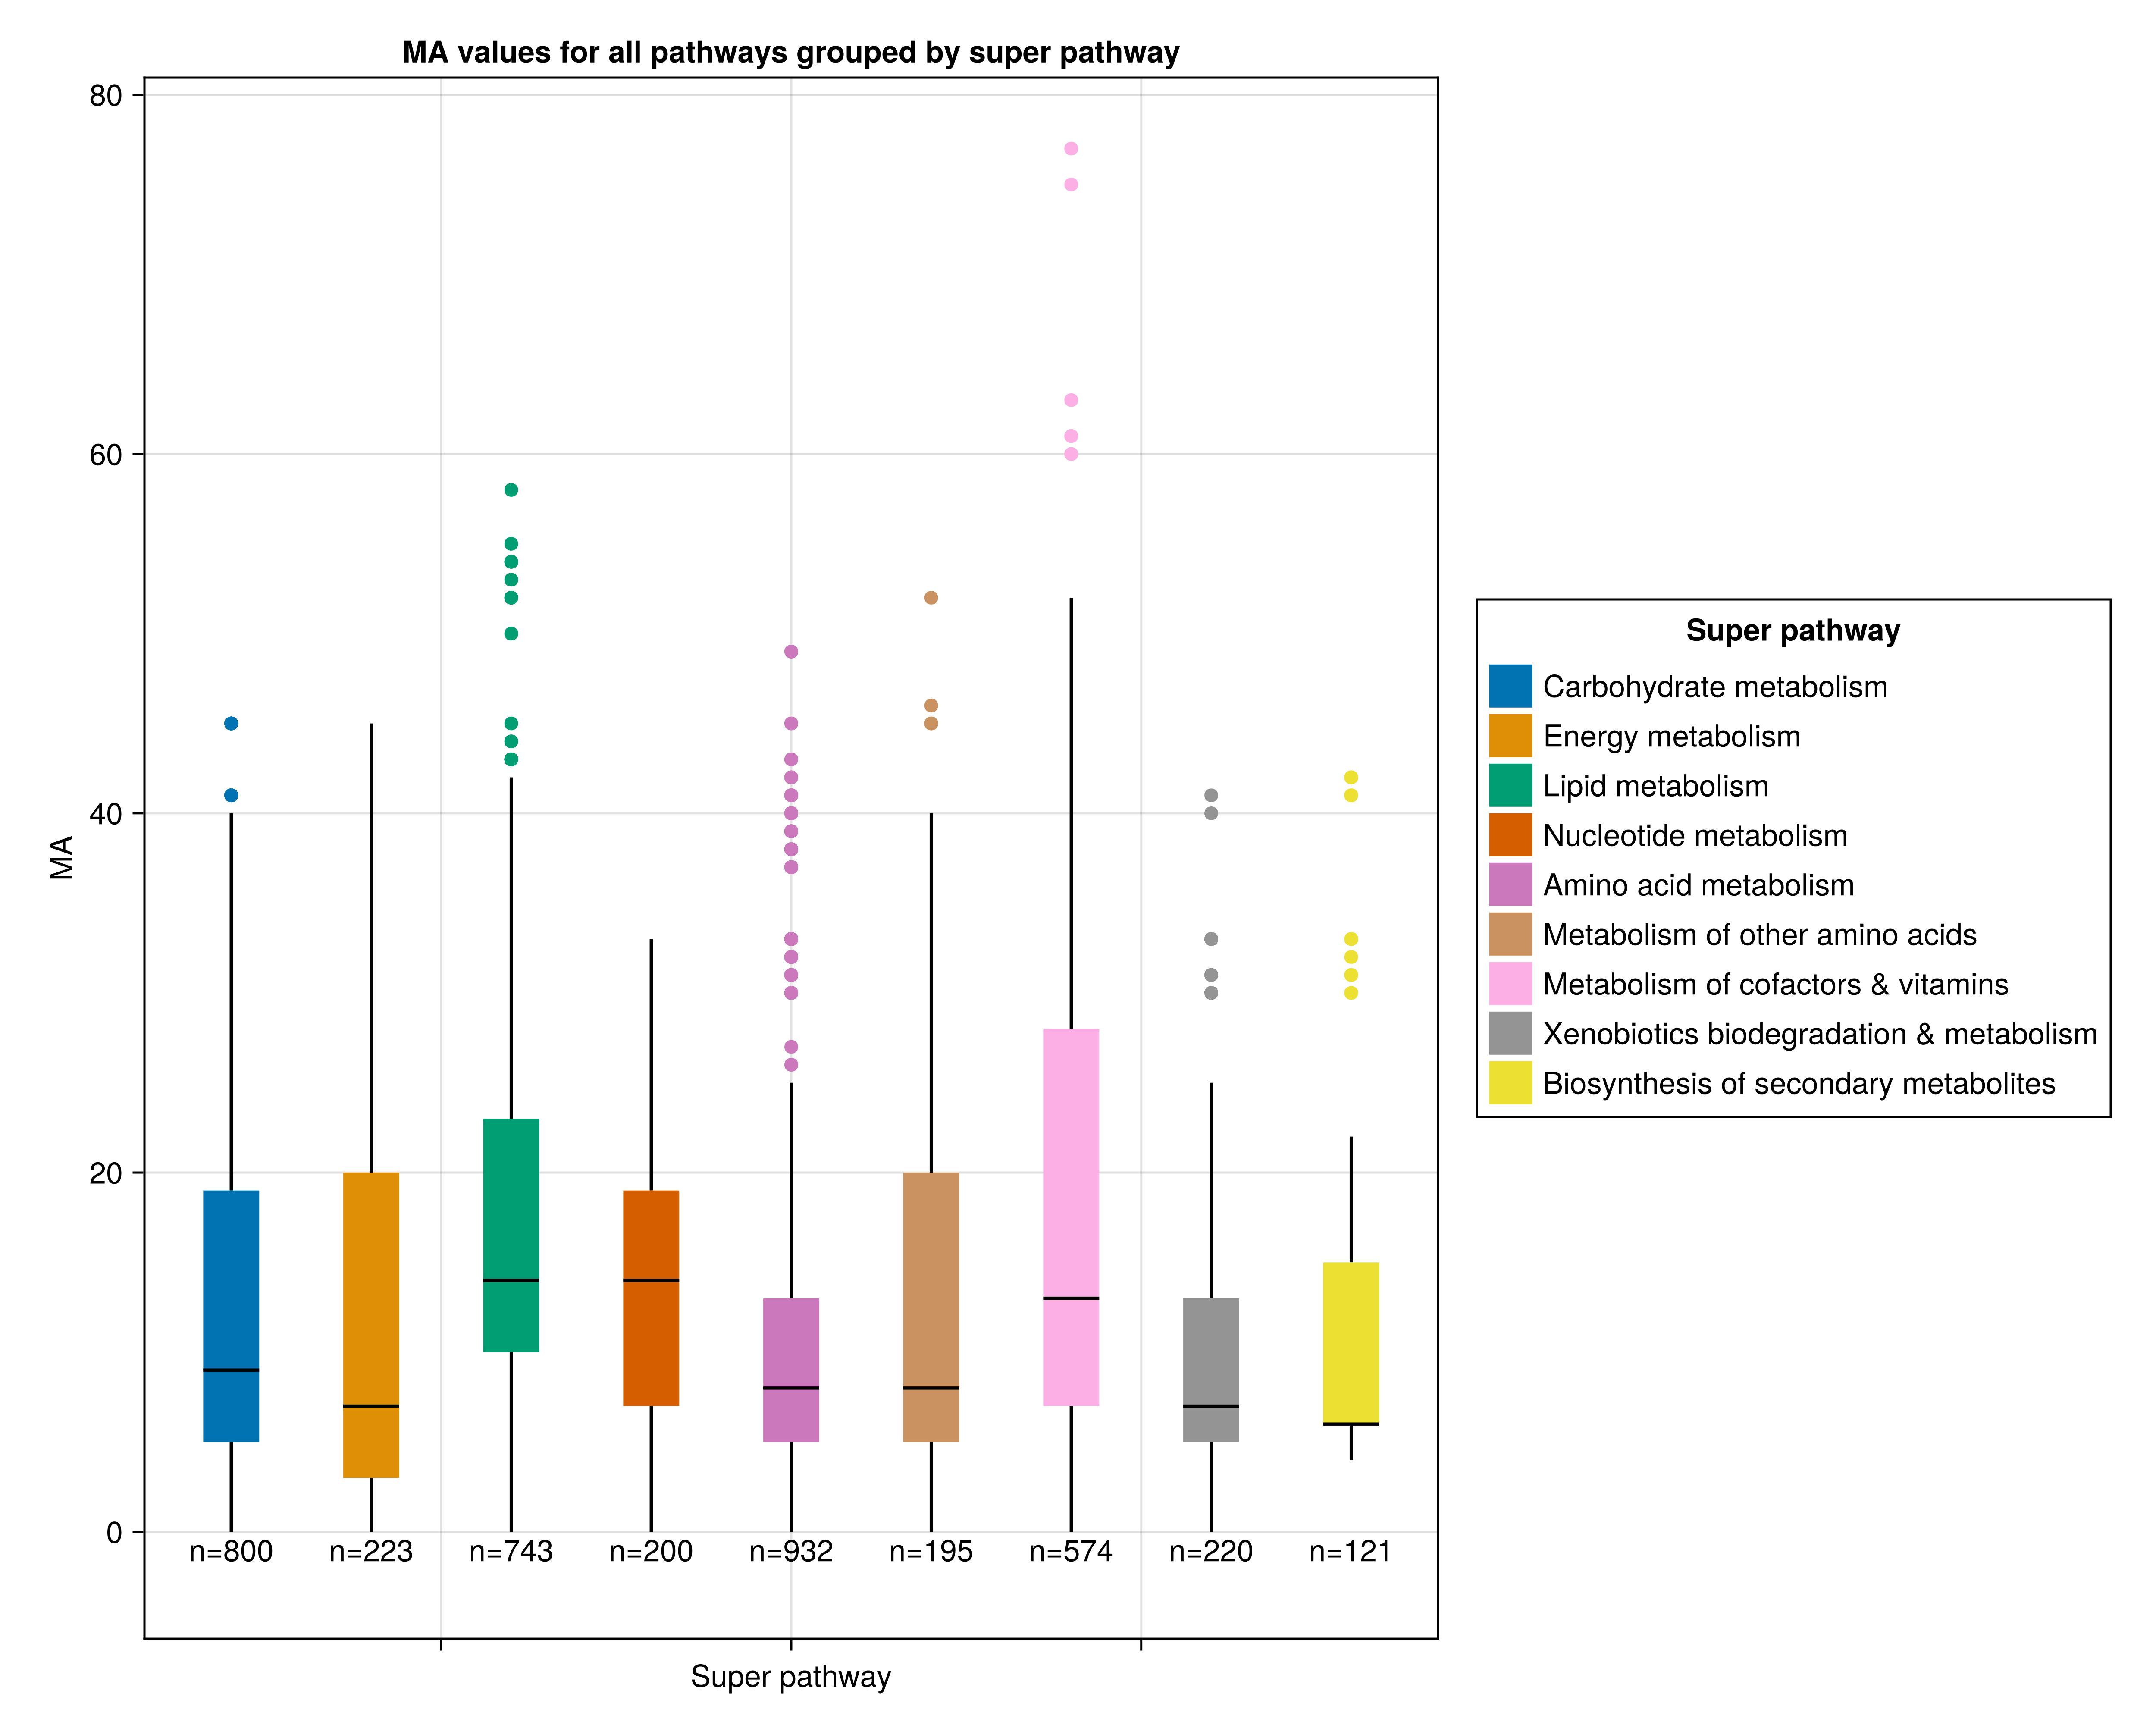 MA values for all pathways grouped by super pathway
80
60
40
20
0
MA
n=800 n=223 n=743 n=200 n=932 n=195 n=574 n=220 n=121
Super pathway
Super pathway
Carbohydrate metabolism
Energy metabolism
Lipid metabolism
Nucleotide metabolism
Amino acid metabolism
Metabolism of other amino acids
Metabolism of cofactors & vitamins
Xenobiotics biodegradation & metabolism
Biosynthesis of secondary metabolites